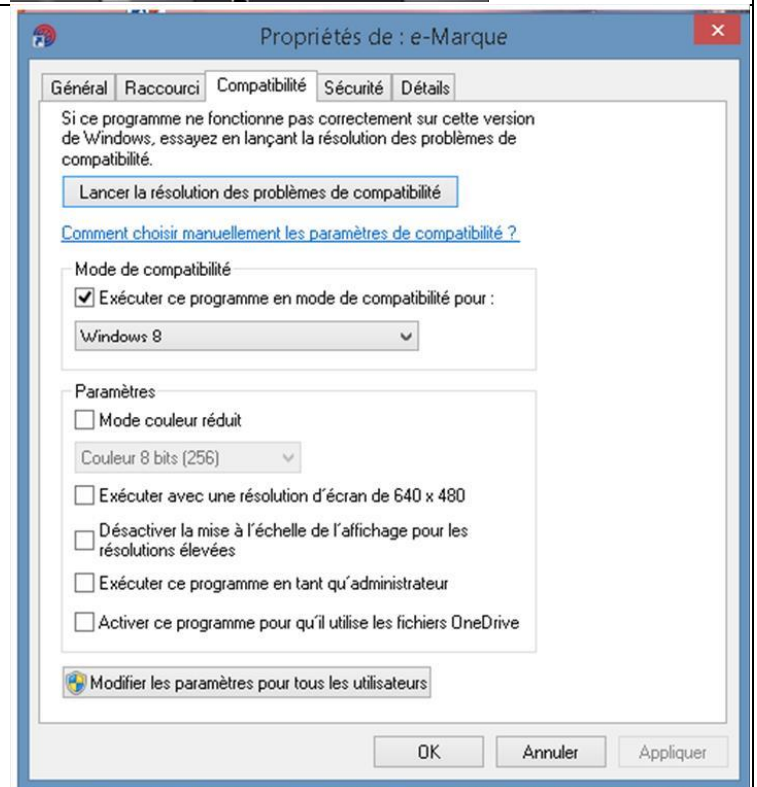 Propriétés de : e-Marque
Général Raccourci Compatibilité Sécurité Détails
Si ce programme ne fonctionne pas correctement sur cette version
de Windows, essayez en lançant la résolution des problèmes de
compatibilité.
Lancer la résolution des problèmes de compatibilité
Comment choisir manuellement les paramètres de compatibilité ?
Mode de compatibilité
Exécuter ce programme en mode de compatibilité pour :
Windows 8
Paramètres
Mode couleur réduit
Couleur 8 bits (256)
Exécuter avec une résolution d'écran de 640 x 480
Désactiver la mise à l'échelle de l'affichage pour les
résolutions élevées
Exécuter ce programme en tant qu'administrateur
Activer ce programme pour qu'il utilise les fichiers OneDrive
Modifier les paramètres pour tous les utilisateurs
OK Annuler Appliquer